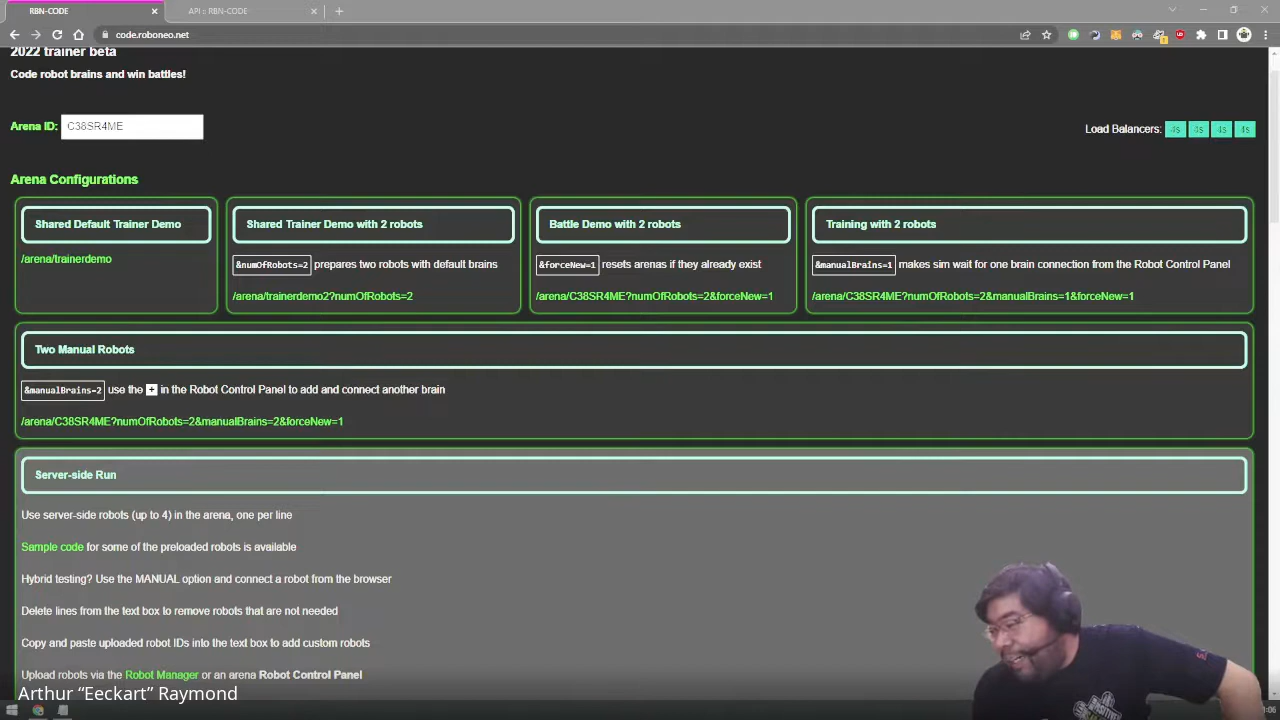 RBN-CODE
API :: RBN-CODE
code.roboneo.net
2022 trainer beta
Code robot brains and win battles!
Arena ID: C38SR4ME
Load Balancers: 4s 4s 4s 4s
Arena Configurations
Shared Default Trainer Demo
/arena/trainerdemo
Shared Trainer Demo with 2 robots
&numOfRobots=2 prepares two robots with default brains
/arena/trainerdemo2?numOfRobots=2
Battle Demo with 2 robots
&forceNew=1 resets arenas if they already exist
/arena/C38SR4ME?numOfRobots=2&forceNew=1
Training with 2 robots
&manualBrains=1 makes sim wait for one brain connection from the Robot Control Panel
/arena/C38SR4ME?numOfRobots=2&manualBrains=1&forceNew=1
Two Manual Robots
&manualBrains=2 use the + in the Robot Control Panel to add and connect another brain
/arena/C38SR4ME?numOfRobots=2&manualBrains=2&forceNew=1
Server-side Run
Use server-side robots (up to 4) in the arena, one per line
Sample code for some of the preloaded robots is available
Hybrid testing? Use the MANUAL option and connect a robot from the browser
Delete lines from the text box to remove robots that are not needed
Copy and paste uploaded robot IDs into the text box to add custom robots
Upload robots via the Robot Manager or an arena Robot Control Panel
Arthur “Eeckart” Raymond